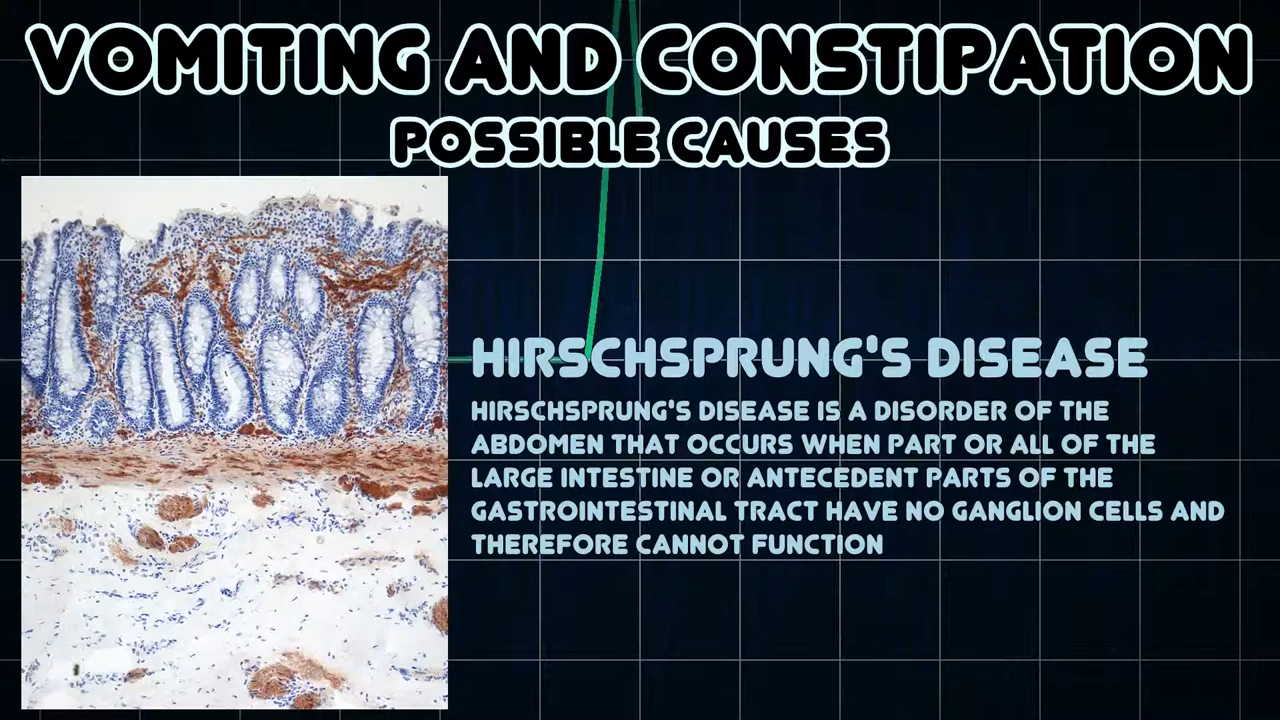 VOMITING AND CONSTIPATION
POSSIBLE CAUSES
HIRSCHSPRUNG'S DISEASE
HIRSCHSPRUNG'S DISEASE IS A DISORDER OF THE
ABDOMEN THAT OCCURS WHEN PART OR ALL OF THE
LARGE INTESTINE OR ANTECEDENT PARTS OF THE
GASTROINTESTINAL TRACT HAVE NO GANGLION CELLS AND
THEREFORE CANNOT FUNCTION